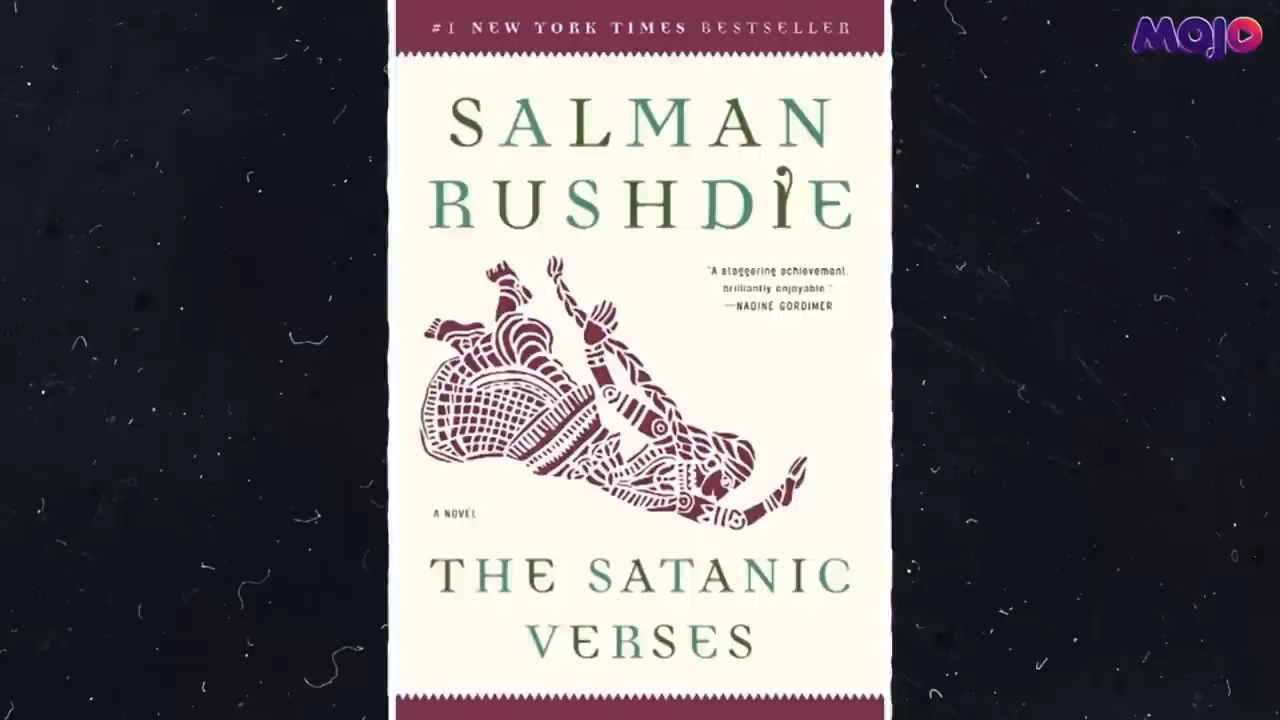 #1 NEW YORK TIMES BESTSELLER
MOJO
SALMAN
RUSHDIE
"A staggering achievement,
brilliantly enjoyable."
—NADINE GORDIMER
A NOVEL
THE SATANIC
VERSES